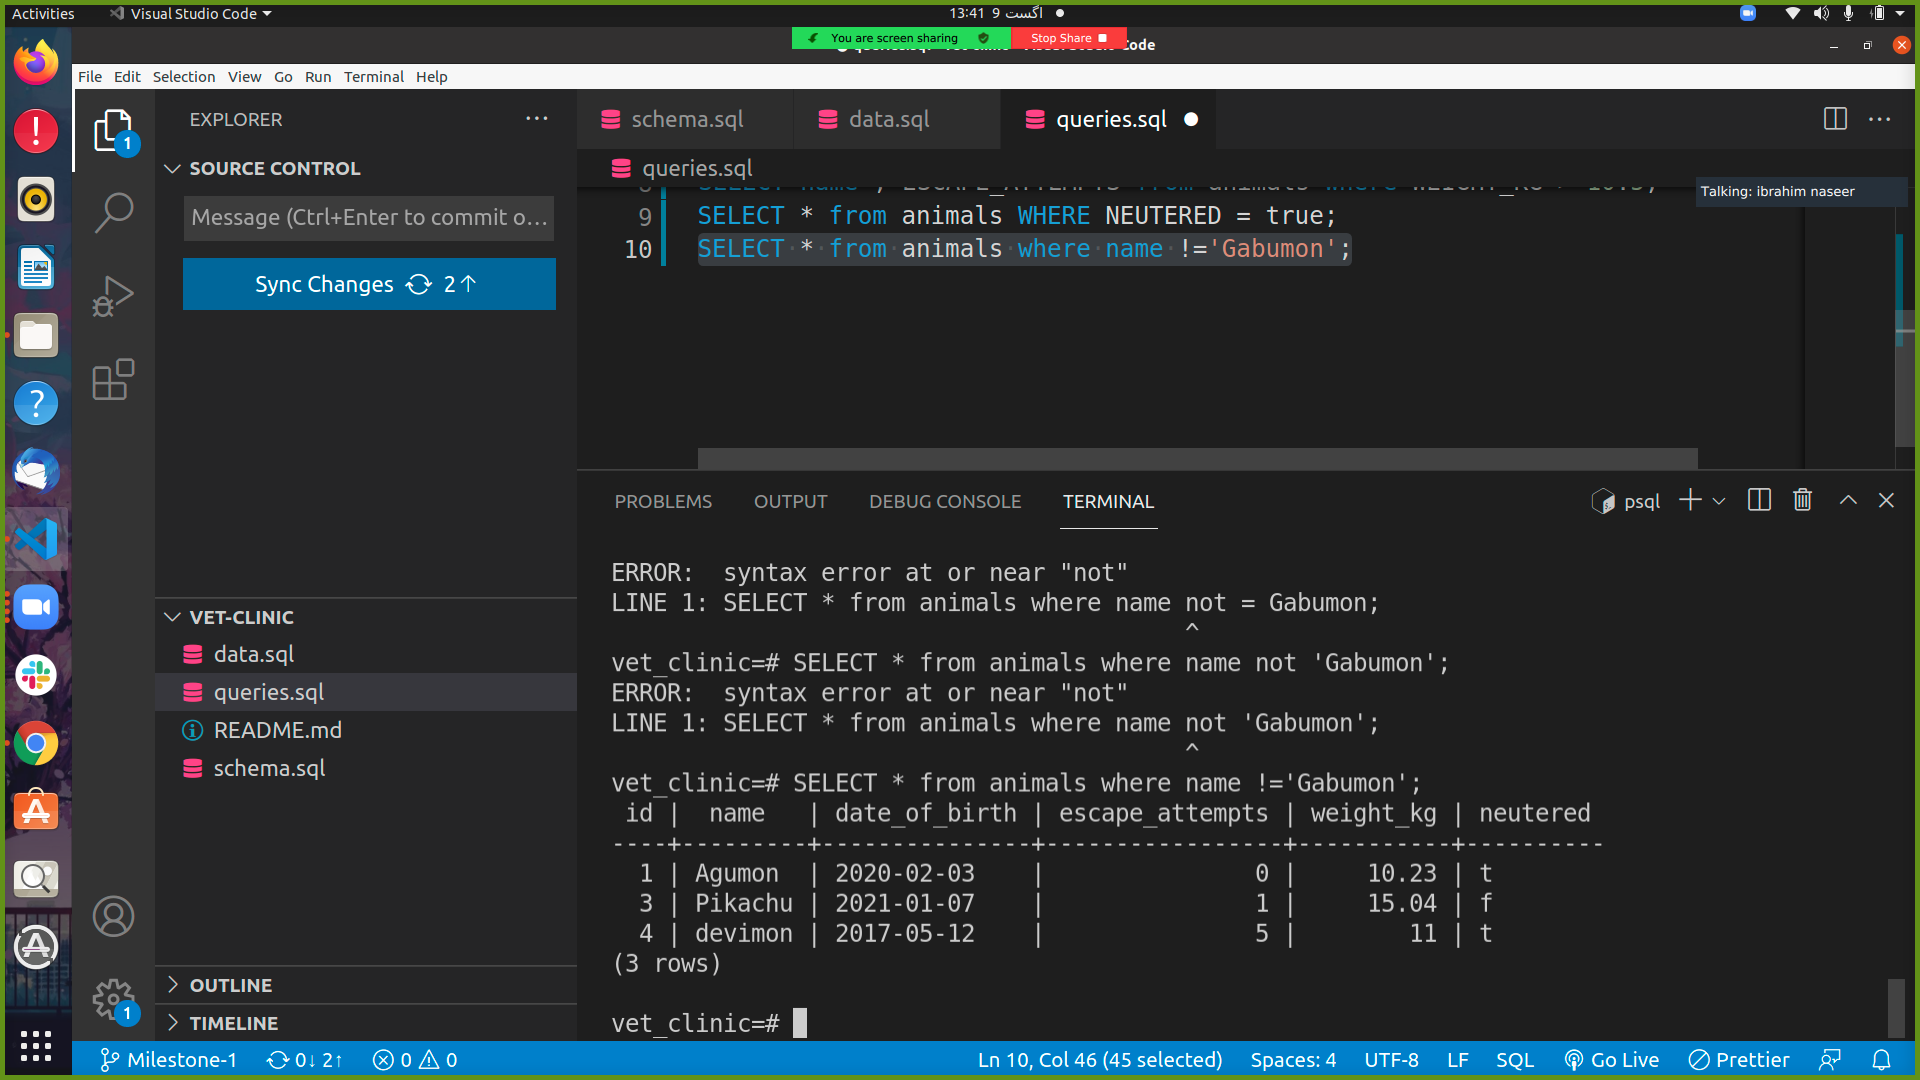 Activities
Visual Studio Code
13:41 9 اگست
You are screen sharing
Stop Share
Code
File Edit Selection View Go Run Terminal Help
EXPLORER
1
SOURCE CONTROL
Message (Ctrl+Enter to commit o...
Sync Changes 2↑
schema.sql
data.sql
queries.sql
queries.sql
Talking: ibrahim naseer
9 SELECT * from animals WHERE NEUTERED = true;
10 SELECT * from animals where name !='Gabumon';
PROBLEMS OUTPUT DEBUG CONSOLE TERMINAL
psql
ERROR:  syntax error at or near "not"
LINE 1: SELECT * from animals where name not = Gabumon;
^
vet_clinic=# SELECT * from animals where name not 'Gabumon';
ERROR:  syntax error at or near "not"
LINE 1: SELECT * from animals where name not 'Gabumon';
^
vet_clinic=# SELECT * from animals where name !='Gabumon';
id | name | date_of_birth | escape_attempts | weight_kg | neutered
----+---------+---------------+-----------------+-----------+----------
1 | Agumon | 2020-02-03 | 0 | 10.23 | t
3 | Pikachu | 2021-01-07 | 1 | 15.04 | f
4 | devimon | 2017-05-12 | 5 | 11 | t
(3 rows)
vet_clinic=#
VET-CLINIC
data.sql
queries.sql
README.md
schema.sql
OUTLINE
TIMELINE
1
Milestone-1 0↓ 2↑ 0 0
Ln 10, Col 46 (45 selected) Spaces: 4 UTF-8 LF SQL Go Live Prettier